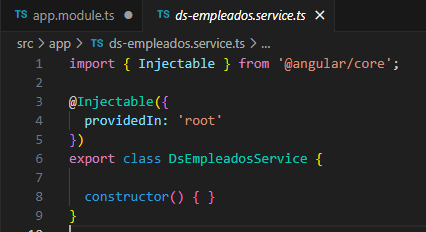 TS app.module.ts ● TS ds-empleados.service.ts ×
src > app > TS ds-empleados.service.ts > ...
1 import { Injectable } from '@angular/core';
2
3 @Injectable({
4   providedIn: 'root'
5 })
6 export class DsEmpleadosService {
7
8   constructor() { }
9 }
10